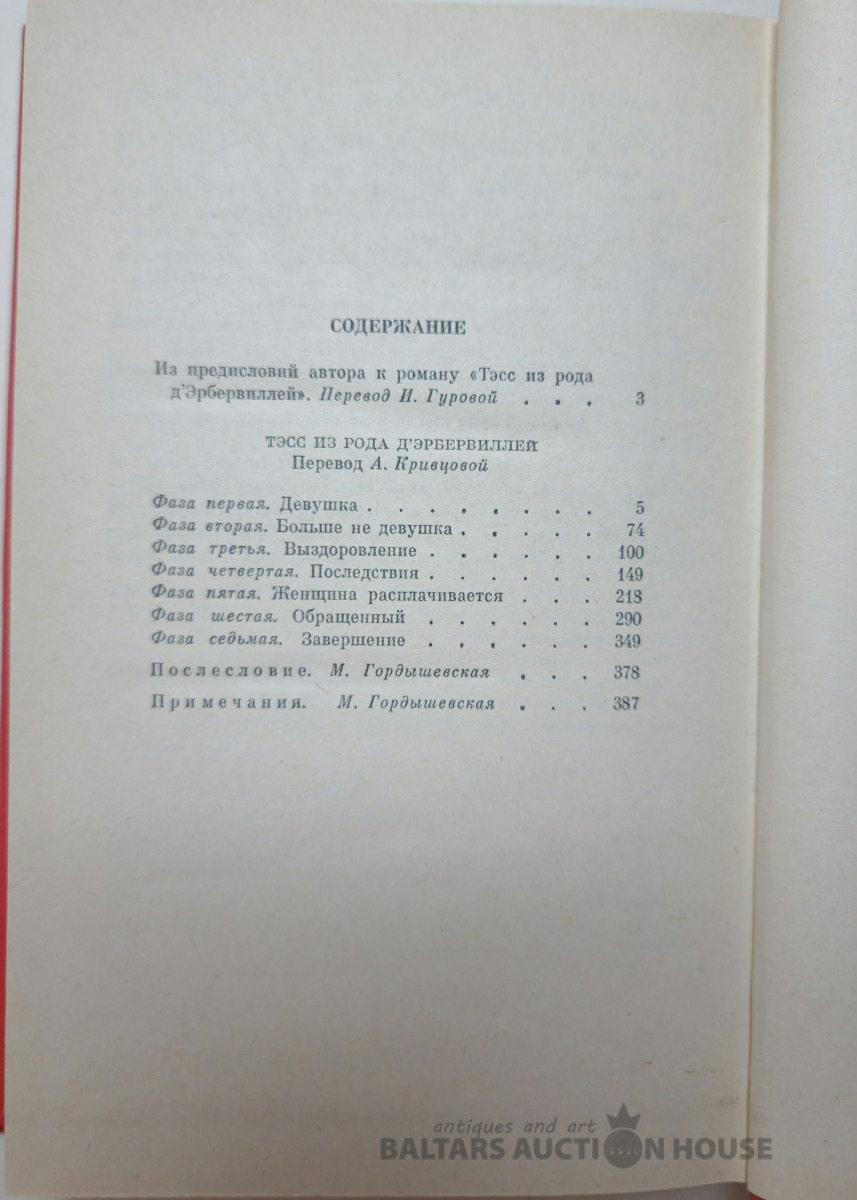 СОДЕРЖАНИЕ
Из предисловий автора к роману «Тэсс из рода
д'Эрбервиллей». Перевод И. Гуровой . . . 3
ТЭСС ИЗ РОДА Д'ЭРБЕРВИЛЛЕЙ
Перевод А. Кривцовой
Фаза первая. Девушка . . . . . . . . 5
Фаза вторая. Больше не девушка . . . . . 74
Фаза третья. Выздоровление . . . . . . 100
Фаза четвертая. Последствия . . . . . . 149
Фаза пятая. Женщина расплачивается . . . 218
Фаза шестая. Обращенный . . . . . . 290
Фаза седьмая. Завершение . . . . . . 349
Послесловие. М. Гордышевская . . . 378
Примечания. М. Гордышевская . . . 387
antiques and art
BALTARS AUCTION HOUSE